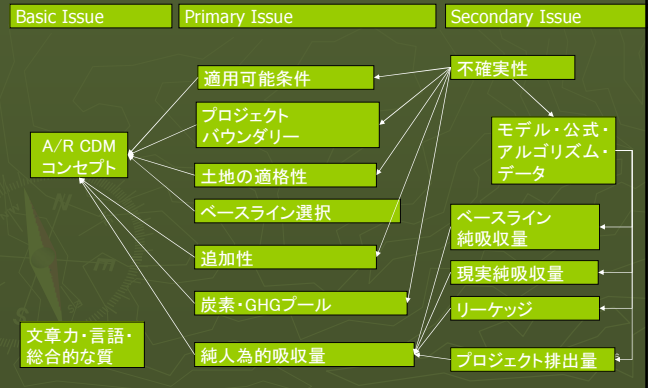 Basic Issue
Primary Issue
Secondary Issue
適用可能条件
プロジェクト
バウンダリー
土地の適格性
ベースライン選択
追加性
炭素・GHGプール
純人為的吸収量
A/R CDM
コンセプト
文章力・言語・
総合的な質
不確実性
モデル・公式・
アルゴリズム・
データ
ベースライン
純吸収量
現実純吸収量
リーケッジ
プロジェクト排出量